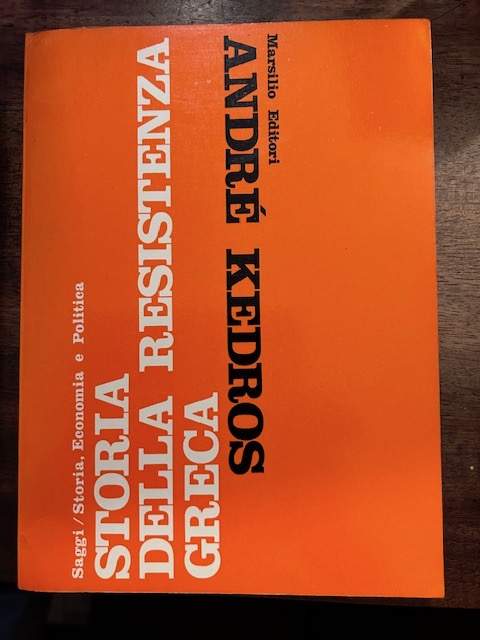 Saggi/Storia, Economia e Politica
STORIA
DELLA RESISTENZA
GRECA
ANDRÉ KEDROS
Marsilio Editori